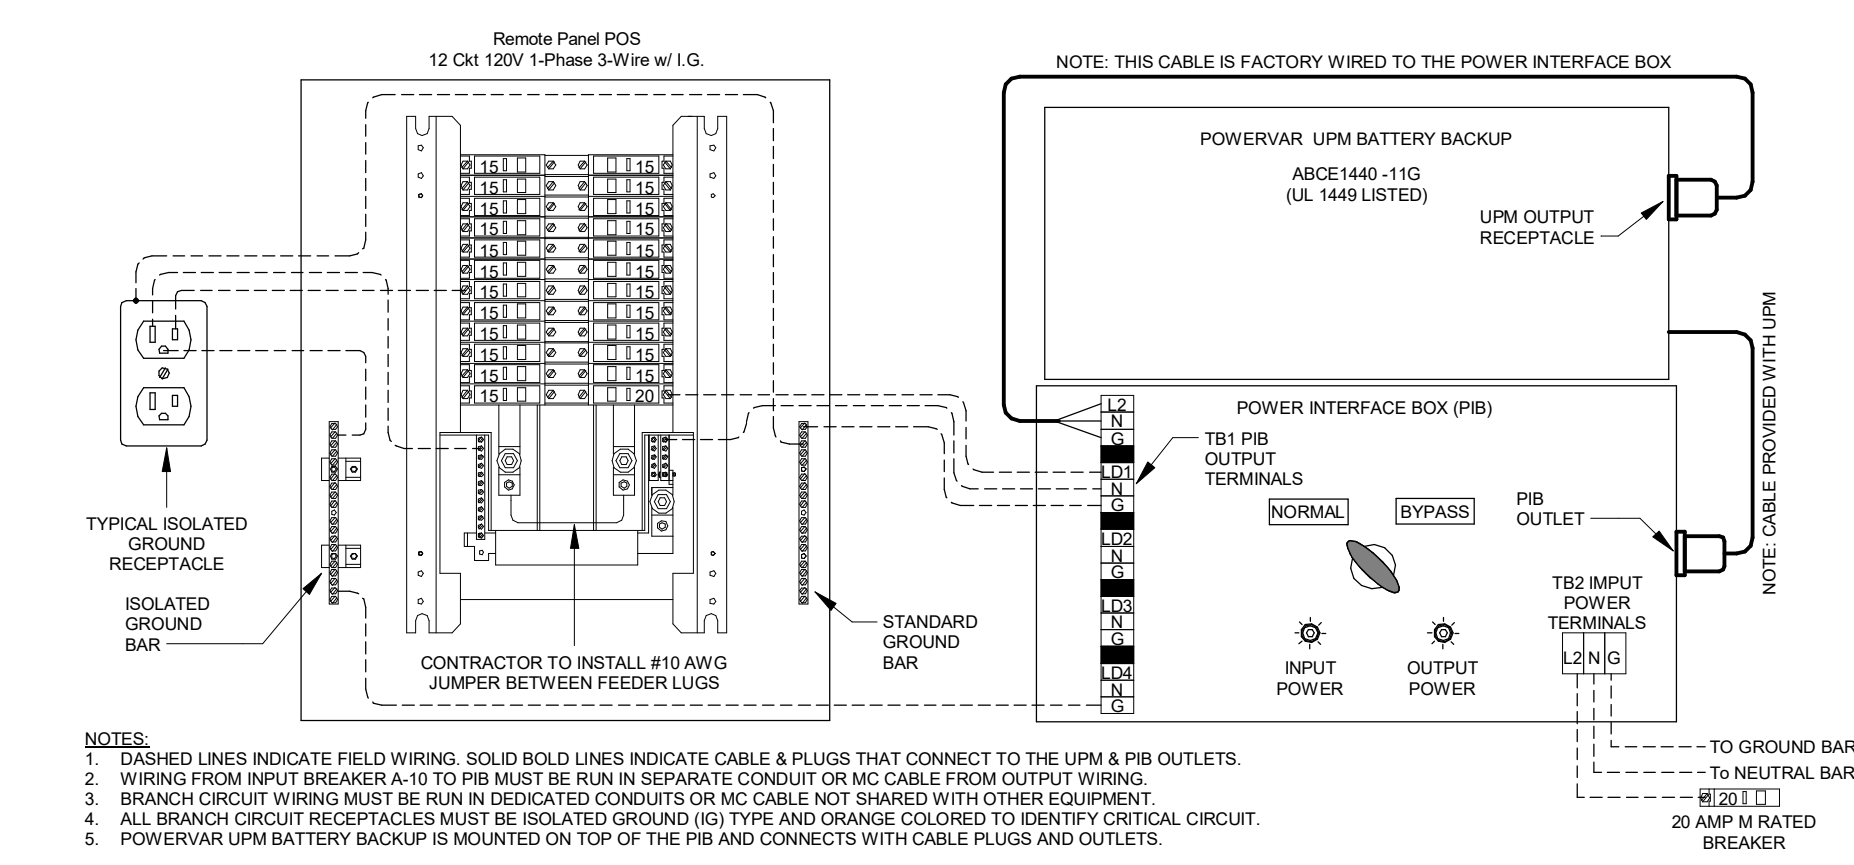 Remote Panel POS
12 Ckt 120V 1-Phase 3-Wire w/ I.G.
NOTE: THIS CABLE IS FACTORY WIRED TO THE POWER INTERFACE BOX
POWERVAR UPM BATTERY BACKUP
ABCE1440 -11G
(UL 1449 LISTED)
UPM OUTPUT
RECEPTACLE
15 15
15 15
15 15
15 15
15 15
15 15
15 15
15 15
15 15
15 15
15 15
15 20
NOTE: CABLE PROVIDED WITH UPM
POWER INTERFACE BOX (PIB)
L2
N
G
LD1
N
G
LD2
N
G
LD3
N
G
LD4
N
G
TB1 PIB
OUTPUT
TERMINALS
NORMAL
BYPASS
PIB
OUTLET
TB2 IMPUT
POWER
TERMINALS
L2 N G
INPUT
POWER
OUTPUT
POWER
TYPICAL ISOLATED
GROUND
RECEPTACLE
ISOLATED
GROUND
BAR
STANDARD
GROUND
BAR
CONTRACTOR TO INSTALL #10 AWG
JUMPER BETWEEN FEEDER LUGS
TO GROUND BAR
To NEUTRAL BAR
20
20 AMP M RATED
BREAKER
NOTES:
1. DASHED LINES INDICATE FIELD WIRING. SOLID BOLD LINES INDICATE CABLE & PLUGS THAT CONNECT TO THE UPM & PIB OUTLETS.
2. WIRING FROM INPUT BREAKER A-10 TO PIB MUST BE RUN IN SEPARATE CONDUIT OR MC CABLE FROM OUTPUT WIRING.
3. BRANCH CIRCUIT WIRING MUST BE RUN IN DEDICATED CONDUITS OR MC CABLE NOT SHARED WITH OTHER EQUIPMENT.
4. ALL BRANCH CIRCUIT RECEPTACLES MUST BE ISOLATED GROUND (IG) TYPE AND ORANGE COLORED TO IDENTIFY CRITICAL CIRCUIT.
5. POWERVAR UPM BATTERY BACKUP IS MOUNTED ON TOP OF THE PIB AND CONNECTS WITH CABLE PLUGS AND OUTLETS.